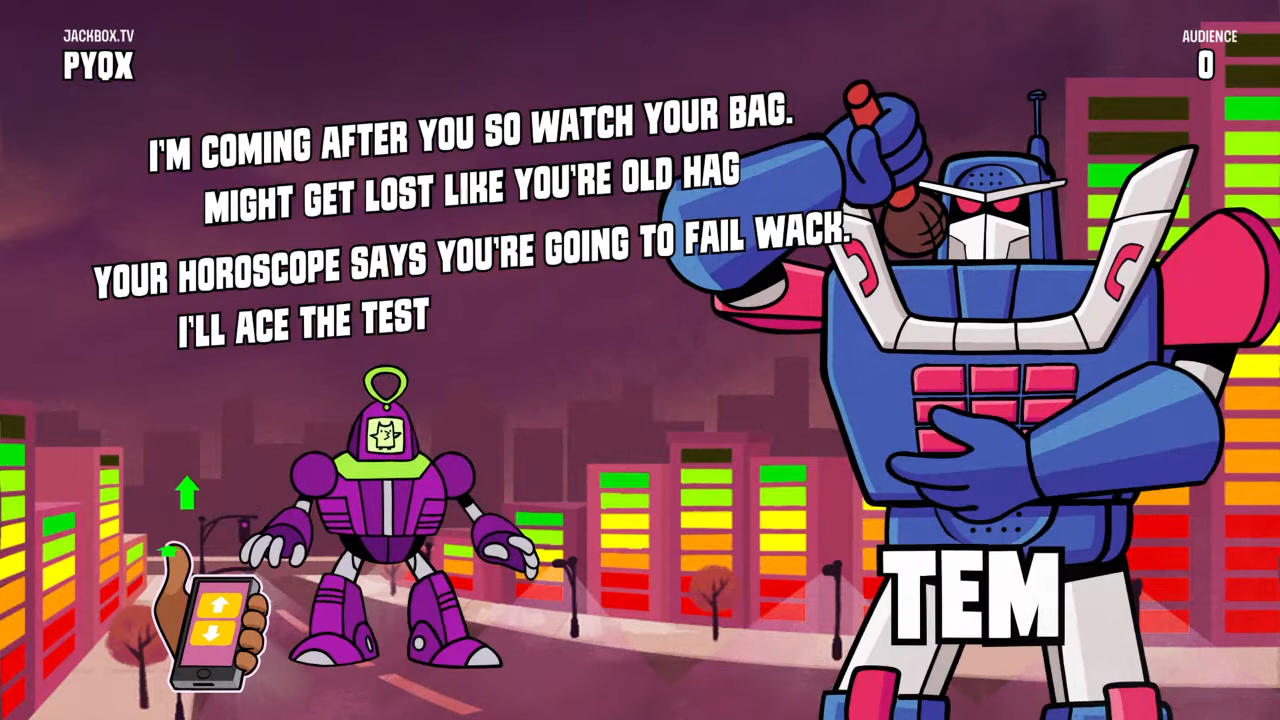 JACKBOX.TV
PYQX
AUDIENCE
0
I'M COMING AFTER YOU SO WATCH YOUR BAG.
MIGHT GET LOST LIKE YOU'RE OLD HAG
YOUR HOROSCOPE SAYS YOU'RE GOING TO FAIL WACK.
I'LL ACE THE TEST
TEM